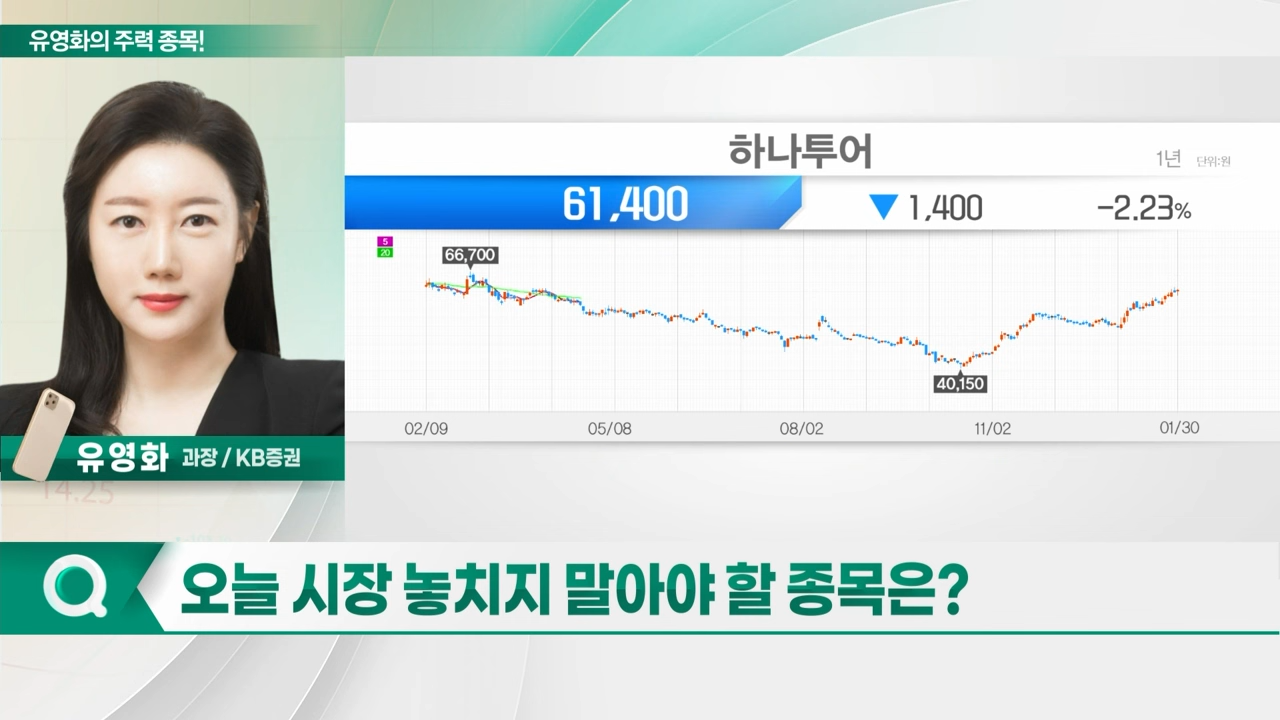 유영화의 주력 종목!
하나투어
1년 단위:원
61,400 ▼ 1,400 -2.23%
5
20
66,700
40,150
02/09 05/08 08/02 11/02 01/30
유영화 과장 / KB증권
14.25
오늘 시장 놓치지 말아야 할 종목은?